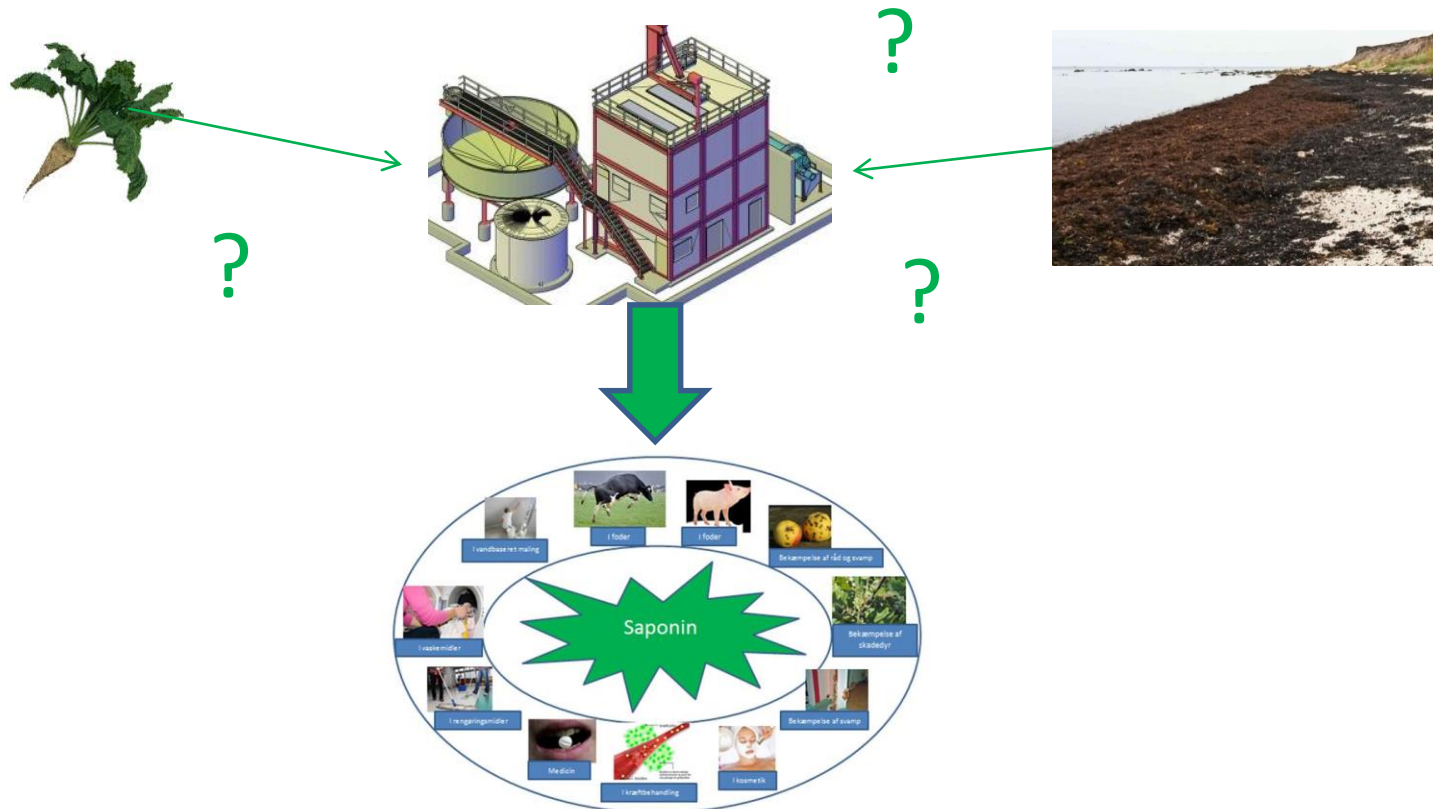 ?
?
?
I foder
I foder
I vandbaseret maling
Bekæmpelse af råd og svamp
Saponin
Bekæmpelse af
skadedyr
I vaskemidler
I rengøringsmidler
Bekæmpelse af svamp
Medicin
I kosmetik
I kræftbehandling